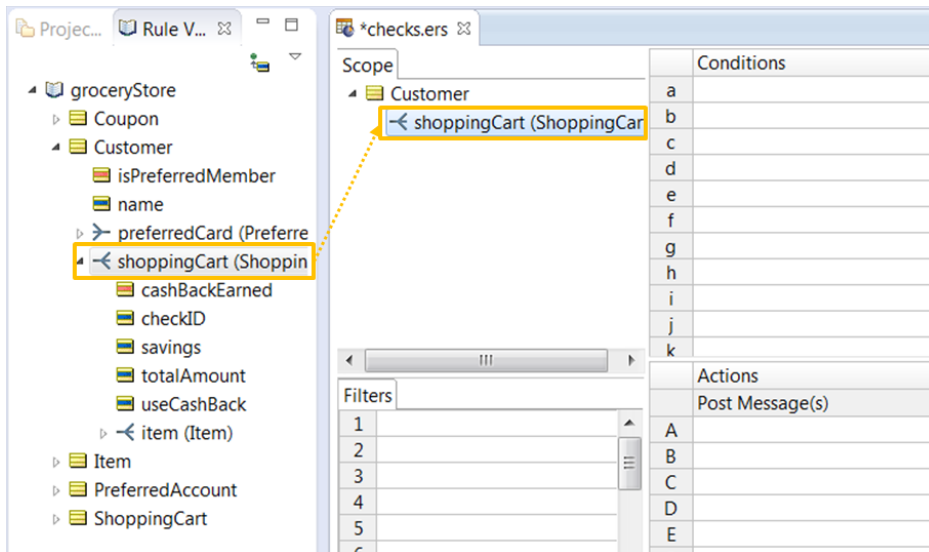 Projec...
Rule V...
groceryStore
Coupon
Customer
isPreferredMember
name
preferredCard (Preferre
shoppingCart (Shoppin
cashBackEarned
checkID
savings
totalAmount
useCashBack
item (Item)
Item
PreferredAccount
ShoppingCart
*checks.ers
Scope
Customer
shoppingCart (ShoppingCar
Filters
1
2
3
4
5
6
Conditions
a
b
c
d
e
f
g
h
i
j
k
Actions
Post Message(s)
A
B
C
D
E